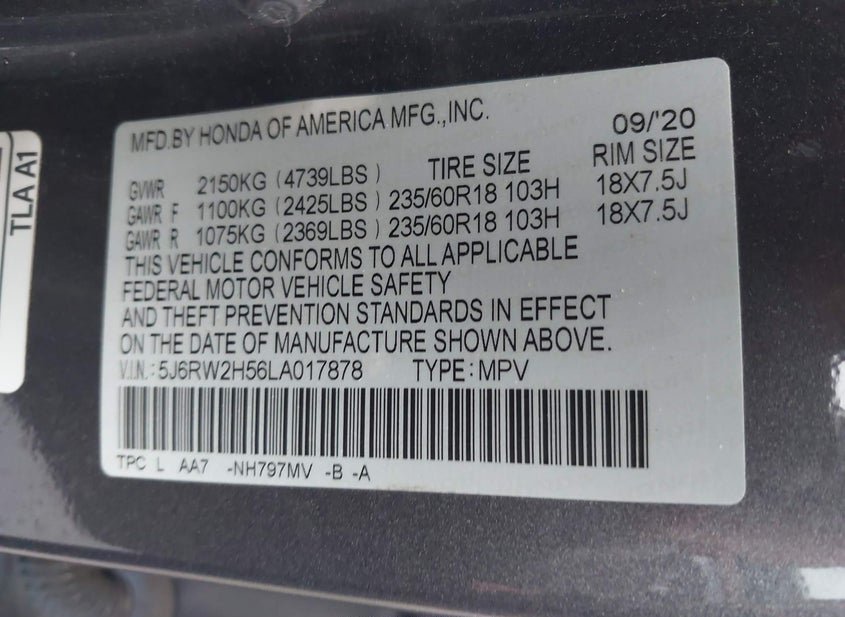 MFD.BY HONDA OF AMERICA MFG.,INC. 09/'20
TIRE SIZE RIM SIZE
GVWR 2150KG (4739LBS)
GAWR F 1100KG (2425LBS) 235/60R18 103H 18X7.5J
GAWR R 1075KG (2369LBS) 235/60R18 103H 18X7.5J
THIS VEHICLE CONFORMS TO ALL APPLICABLE
FEDERAL MOTOR VEHICLE SAFETY
AND THEFT PREVENTION STANDARDS IN EFFECT
ON THE DATE OF MANUFACTURE SHOWN ABOVE.
V.I.N.:5J6RW2H56LA017878 TYPE:MPV
TPC L AA7 -NH797MV -B -A
TLA A1